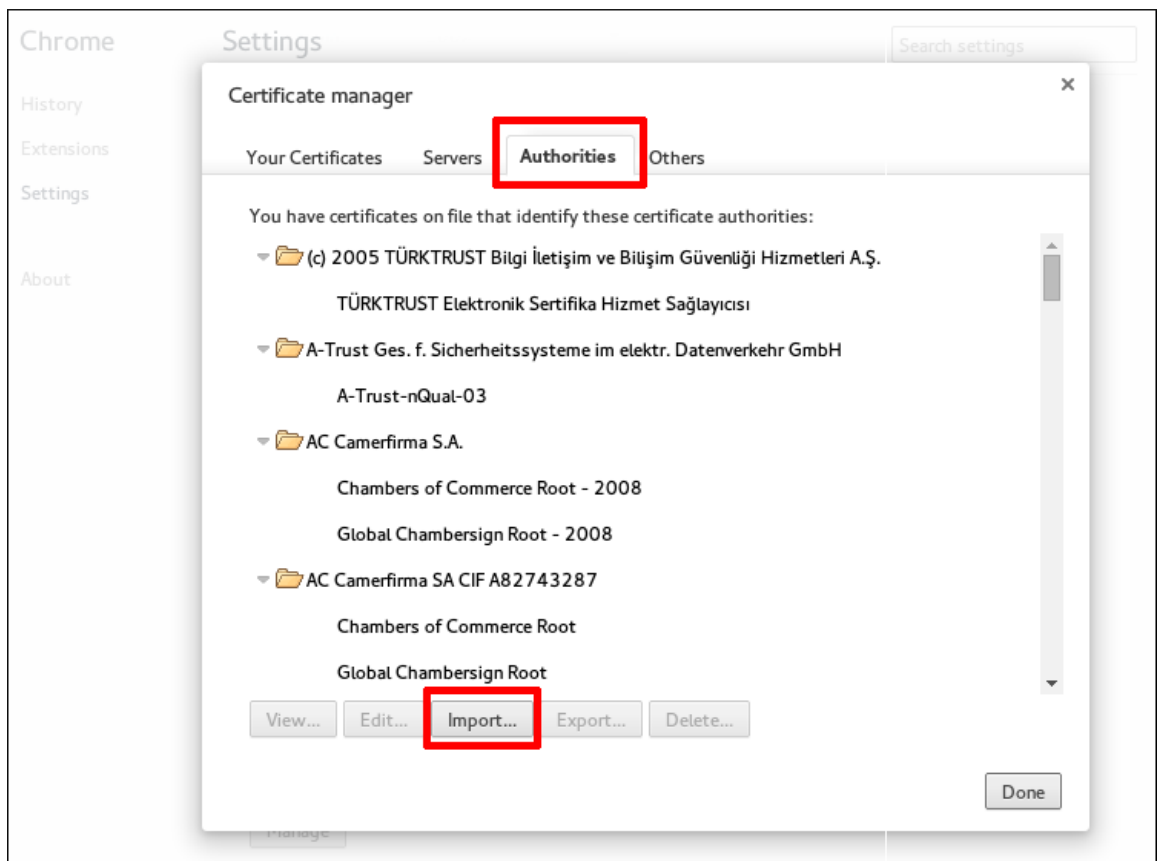 Chrome
Settings
Search settings
History
Extensions
Settings
About
Certificate manager
×
Your Certificates
Servers
Authorities
Others
You have certificates on file that identify these certificate authorities:
(c) 2005 TÜRKTRUST Bilgi İletişim ve Bilişim Güvenliği Hizmetleri A.Ş.
TÜRKTRUST Elektronik Sertifika Hizmet Sağlayıcısı
A-Trust Ges. f. Sicherheitssysteme im elektr. Datenverkehr GmbH
A-Trust-nQual-03
AC Camerfirma S.A.
Chambers of Commerce Root - 2008
Global Chambersign Root - 2008
AC Camerfirma SA CIF A82743287
Chambers of Commerce Root
Global Chambersign Root
View...
Edit...
Import...
Export...
Delete...
Done
Manage